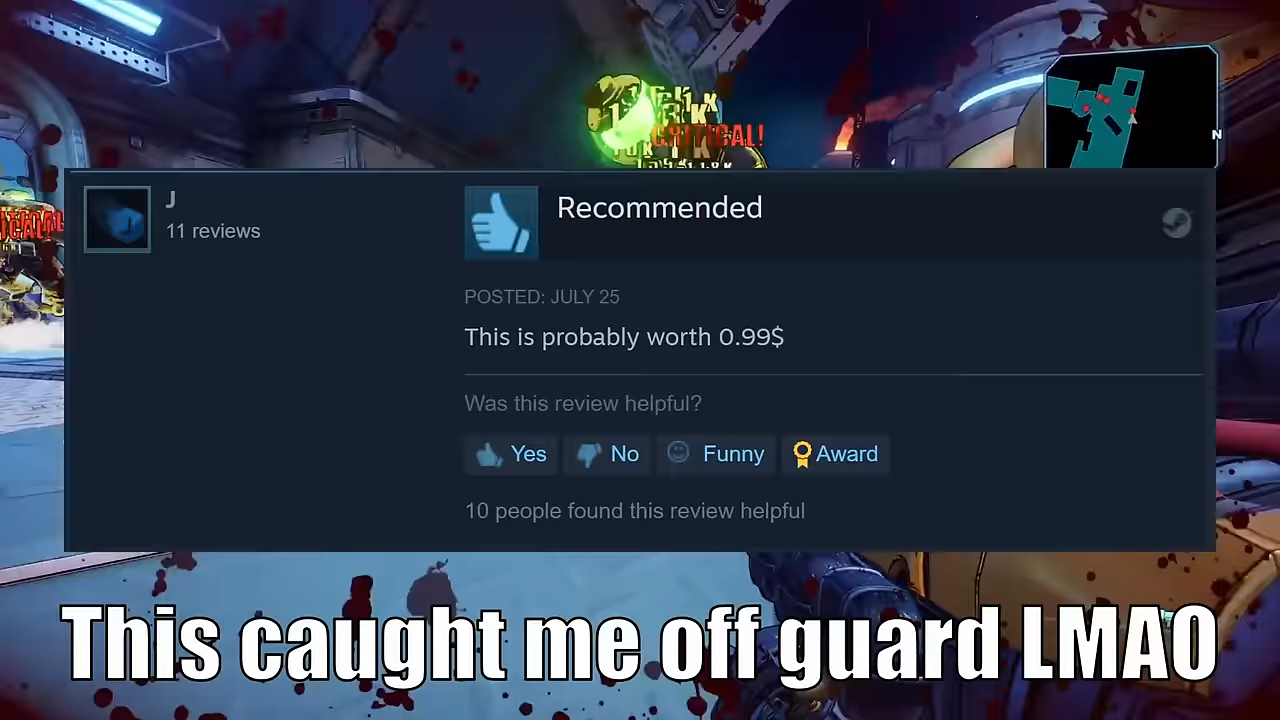 CRITICAL!
N
J
11 reviews
Recommended
POSTED: JULY 25
This is probably worth 0.99$
Was this review helpful?
Yes
No
Funny
Award
10 people found this review helpful
This caught me off guard LMAO